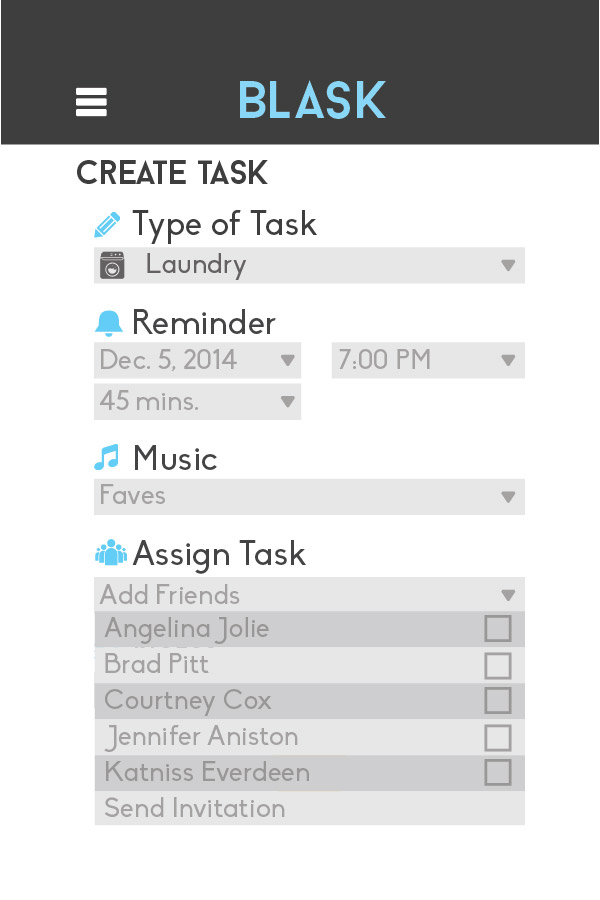 BLASK
CREATE TASK
Type of Task
Laundry
Reminder
Dec. 5, 2014 7:00 PM
45 mins.
Music
Faves
Assign Task
Add Friends
Angelina Jolie
Brad Pitt
Courtney Cox
Jennifer Aniston
Katniss Everdeen
Send Invitation